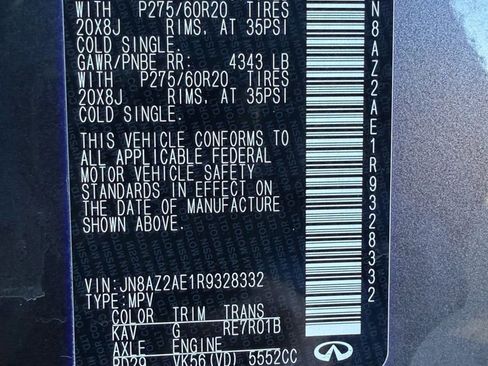 WITH P275/60R20 TIRES
20X8J RIMS, AT 35PSI
COLD SINGLE.
GAWR/PNBE RR: 4343 LB
WITH P275/60R20 TIRES
20X8J RIMS, AT 35PSI
COLD SINGLE.
THIS VEHICLE CONFORMS TO
ALL APPLICABLE FEDERAL
MOTOR VEHICLE SAFETY
STANDARDS IN EFFECT ON
THE DATE OF MANUFACTURE
SHOWN ABOVE.
VIN:JN8AZ2AE1R9328332
TYPE:MPV
COLOR TRIM TRANS
KAV G RE7R01B
AXLE ENGINE
RD29 VK56(VD) 5552CC
N8AZ2AE1R9328332